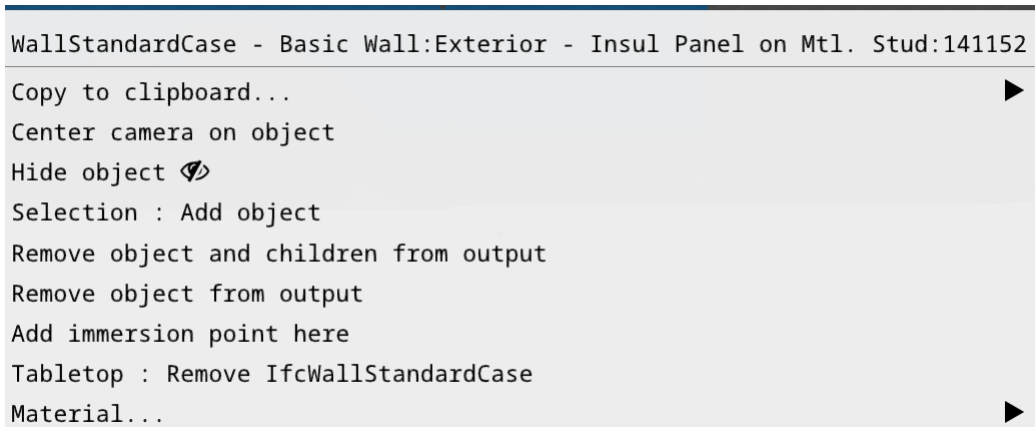 WallStandardCase - Basic Wall:Exterior - Insul Panel on Mtl. Stud:141152
Copy to clipboard...
Center camera on object
Hide object
Selection : Add object
Remove object and children from output
Remove object from output
Add immersion point here
Tabletop : Remove IfcWallStandardCase
Material...